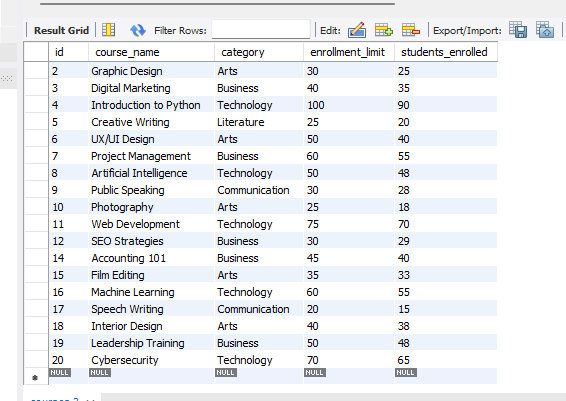 Result Grid Filter Rows: Edit: Export/Import:
id course_name category enrollment_limit students_enrolled
2 Graphic Design Arts 30 25
3 Digital Marketing Business 40 35
4 Introduction to Python Technology 100 90
5 Creative Writing Literature 25 20
6 UX/UI Design Arts 50 40
7 Project Management Business 60 55
8 Artificial Intelligence Technology 50 48
9 Public Speaking Communication 30 28
10 Photography Arts 25 18
11 Web Development Technology 75 70
12 SEO Strategies Business 30 29
14 Accounting 101 Business 45 40
15 Film Editing Arts 35 33
16 Machine Learning Technology 60 55
17 Speech Writing Communication 20 15
18 Interior Design Arts 40 38
19 Leadership Training Business 50 48
20 Cybersecurity Technology 70 65
NULL NULL NULL NULL NULL